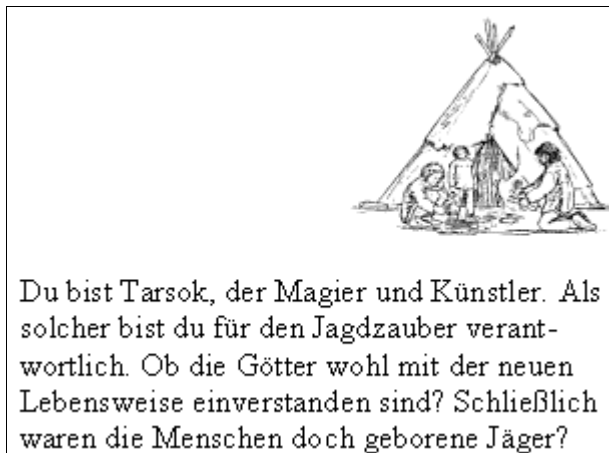 Du bist Tarsok, der Magier und Künstler. Als
solcher bist du für den Jagdzauber verant-
wortlich. Ob die Götter wohl mit der neuen
Lebensweise einverstanden sind? Schließlich
waren die Menschen doch geborene Jäger?